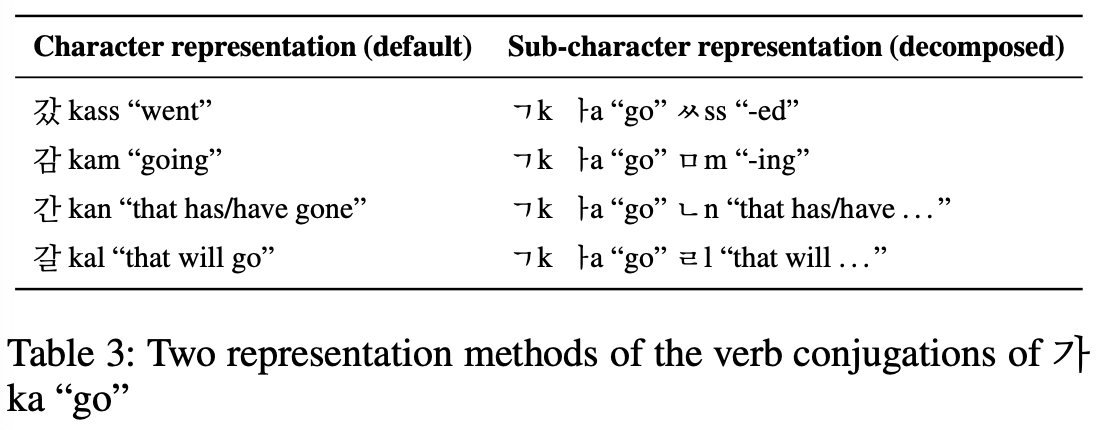 Character representation (default) Sub-character representation (decomposed)
갔 kass “went” ㄱk ㅏa “go” ㅆss “-ed”
감 kam “going” ㄱk ㅏa “go” ㅁm “-ing”
간 kan “that has/have gone” ㄱk ㅏa “go” ㄴn “that has/have . . .”
갈 kal “that will go” ㄱk ㅏa “go” ㄹl “that will . . .”
Table 3: Two representation methods of the verb conjugations of 가
ka “go”